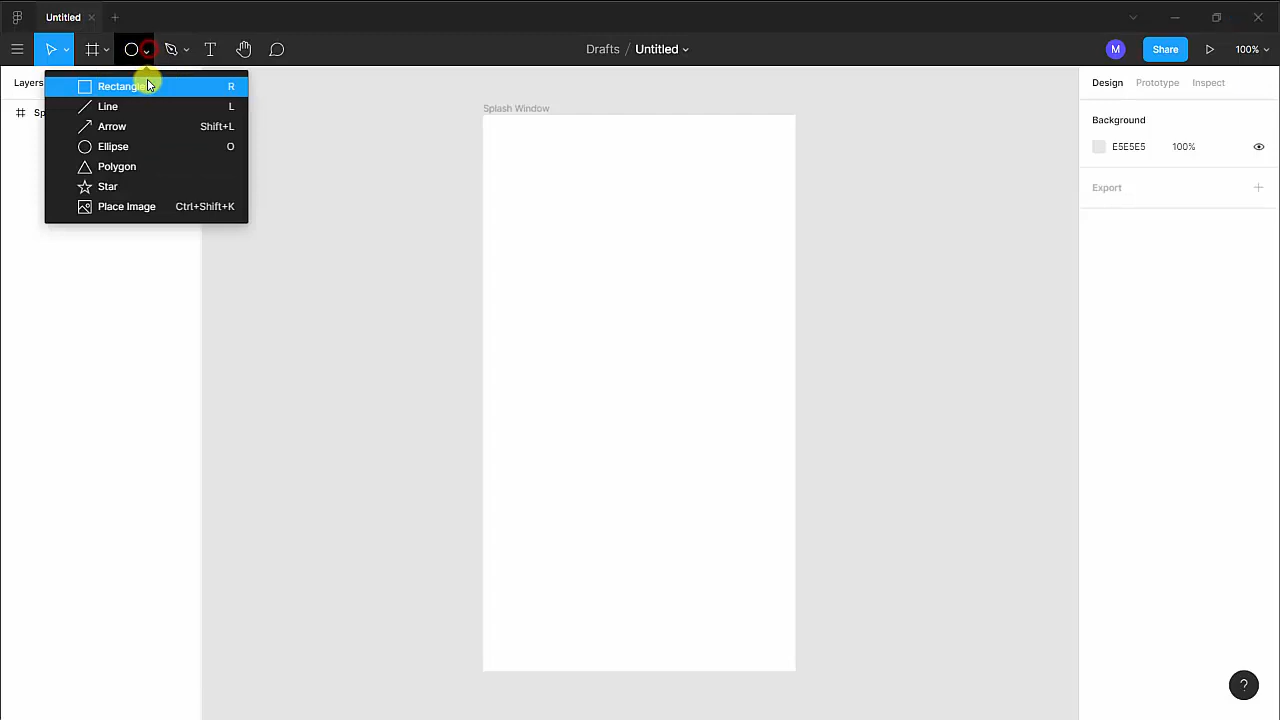 Untitled
Drafts / Untitled
M
Share
100%
Layers
Design
Prototype
Inspect
Rectangle R
Line L
Arrow Shift+L
Ellipse O
Polygon
Star
Place Image Ctrl+Shift+K
Splash Window
Background
E5E5E5 100%
Export
?